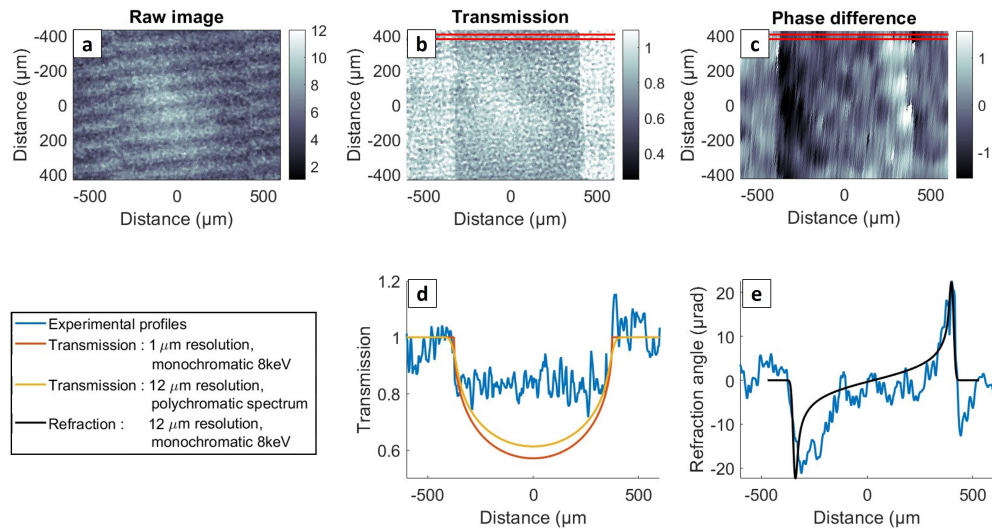 Raw image
a
-400
-200
0
200
400
Distance (µm)
-500 0 500
Distance (µm)
12
10
8
6
4
2
Transmission
b
400
200
0
-200
-400
Distance (µm)
-500 0 500
Distance (µm)
1
0.8
0.6
0.4
Phase difference
c
400
200
0
-200
-400
Distance (µm)
-500 0 500
Distance (µm)
1
0
-1
Experimental profiles
Transmission : 1 µm resolution,
monochromatic 8keV
Transmission : 12 µm resolution,
polychromatic spectrum
Refraction : 12 µm resolution,
monochromatic 8keV
d
1.2
1
0.8
0.6
Transmission
-500 0 500
Distance (µm
e
20
10
0
-10
-20
Refraction angle (µrad)
-500 0 500
Distance (µm